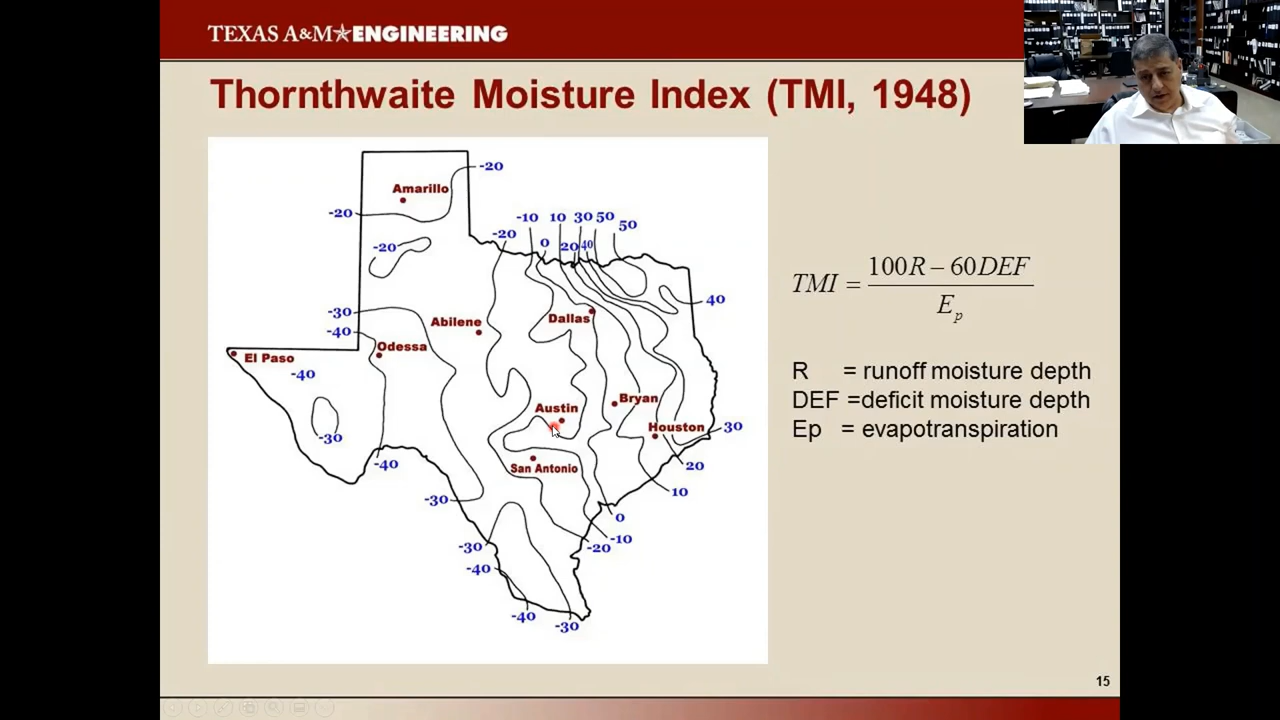 TEXAS A&M★ENGINEERING
Thornthwaite Moisture Index (TMI, 1948)
-20
Amarillo
-20
-20
-10 10 30 50
50
-20 0 20 40
40
-30
-40
Abilene
Dallas
Odessa
El Paso
-40
-30
Austin
Bryan
Houston
30
-40
San Antonio
20
-30
10
0
-10
-20
-30
-40
-40
-30
TMI = 100R – 60DEF / Ep
R = runoff moisture depth
DEF =deficit moisture depth
Ep = evapotranspiration
15